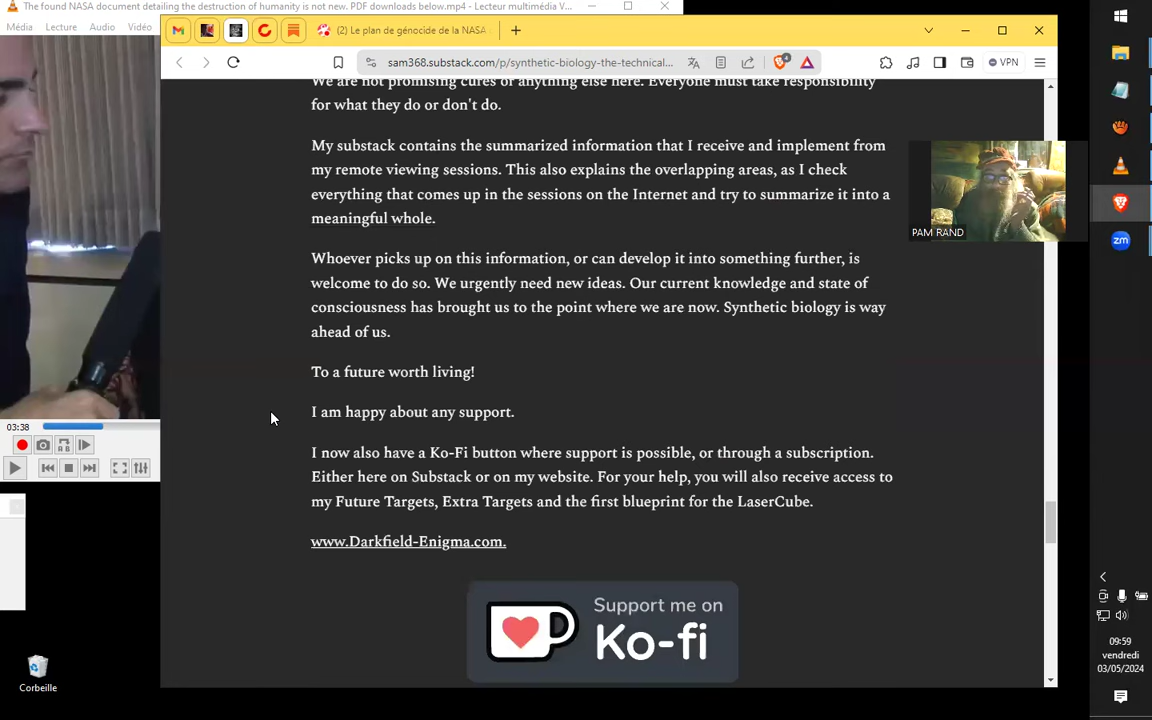 The found NASA document detailing the destruction of humanity is not new. PDF downloads below.mp4 - Lecteur multimédia V...
Média Lecture Audio Vidéo
(2) Le plan de génocide de la NASA
sam368.substack.com/p/synthetic-biology-the-technical...
4
VPN
We are not promising cures or anything else here. Everyone must take responsibility
for what they do or don't do.
My substack contains the summarized information that I receive and implement from
my remote viewing sessions. This also explains the overlapping areas, as I check
everything that comes up in the sessions on the Internet and try to summarize it into a
meaningful whole.
PAM RAND
zm
Whoever picks up on this information, or can develop it into something further, is
welcome to do so. We urgently need new ideas. Our current knowledge and state of
consciousness has brought us to the point where we are now. Synthetic biology is way
ahead of us.
To a future worth living!
I am happy about any support.
03:38
I now also have a Ko-Fi button where support is possible, or through a subscription.
Either here on Substack or on my website. For your help, you will also receive access to
my Future Targets, Extra Targets and the first blueprint for the LaserCube.
www.Darkfield-Enigma.com.
Support me on
Ko-fi
Corbeille
09:59
vendredi
03/05/2024